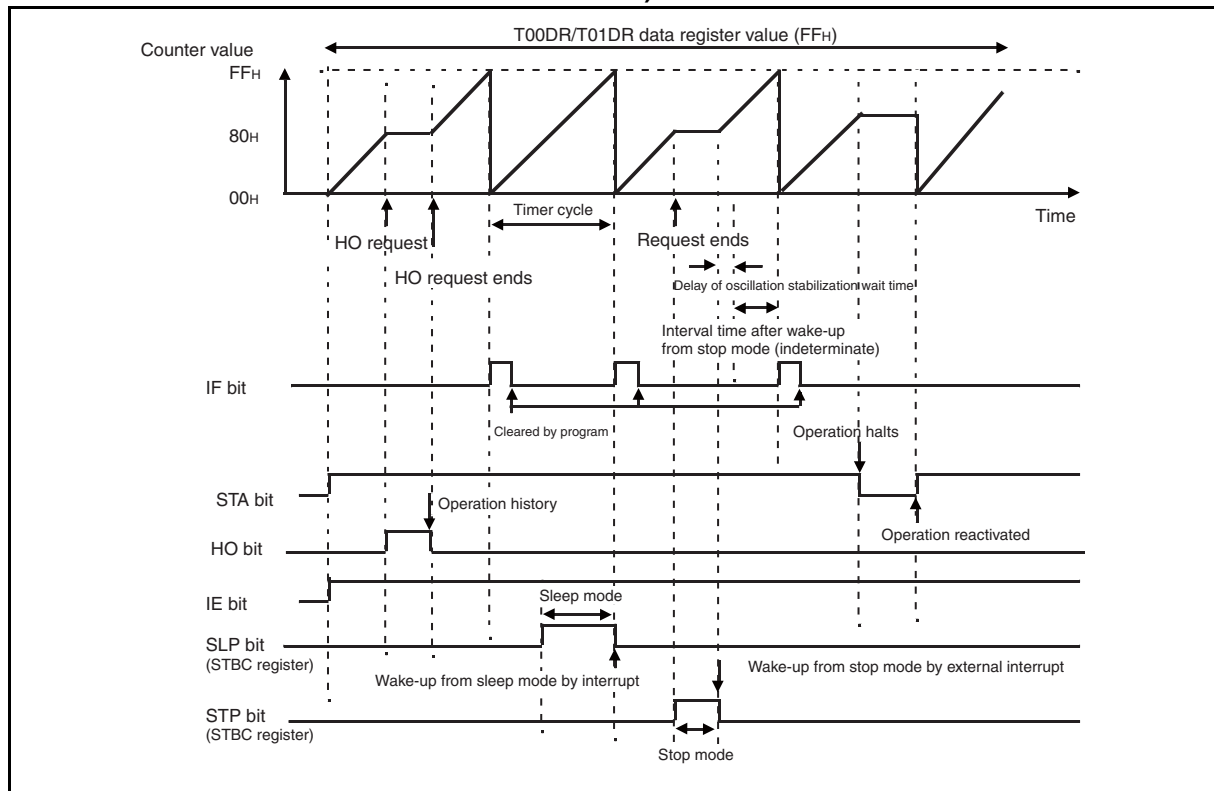 T00DR/T01DR data register value (FFH)
Counter value
FFH
80H
00H
Time
Timer cycle
HO request
HO request ends
Request ends
Delay of oscillation stabilization wait time
Interval time after wake-up
from stop mode (indeterminate)
IF bit
Cleared by program
Operation halts
STA bit
Operation history
Operation reactivated
HO bit
IE bit
Sleep mode
SLP bit
(STBC register)
Wake-up from sleep mode by interrupt
Wake-up from stop mode by external interrupt
STP bit
(STBC register)
Stop mode